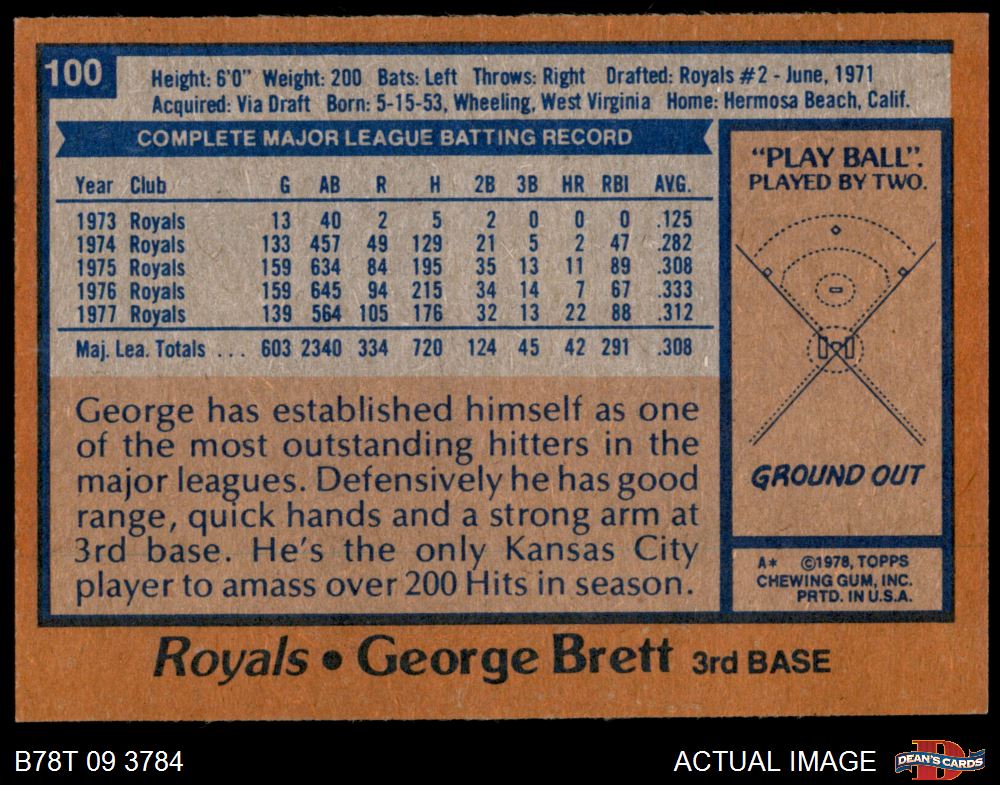 100
Height: 6'0" Weight: 200 Bats: Left Throws: Right Drafted: Royals #2 - June, 1971
Acquired: Via Draft Born: 5-15-53, Wheeling, West Virginia Home: Hermosa Beach, Calif.
COMPLETE MAJOR LEAGUE BATTING RECORD
Year Club G AB R H 2B 3B HR RBI AVG.
1973 Royals 13 40 2 5 2 0 0 0 .125
1974 Royals 133 457 49 129 21 5 2 47 .282
1975 Royals 159 634 84 195 35 13 11 89 .308
1976 Royals 159 645 94 215 34 14 7 67 .333
1977 Royals 139 564 105 176 32 13 22 88 .312
Maj. Lea. Totals ... 603 2340 334 720 124 45 42 291 .308
George has established himself as one
of the most outstanding hitters in the
major leagues. Defensively he has good
range, quick hands and a strong arm at
3rd base. He's the only Kansas City
player to amass over 200 Hits in season.
"PLAY BALL".
PLAYED BY TWO.
GROUND OUT
A* ©1978, TOPPS
CHEWING GUM, INC.
PRTD. IN U.S.A.
Royals • George Brett 3rd BASE
B78T 09 3784
ACTUAL IMAGE
D
DEAN'S CARDS